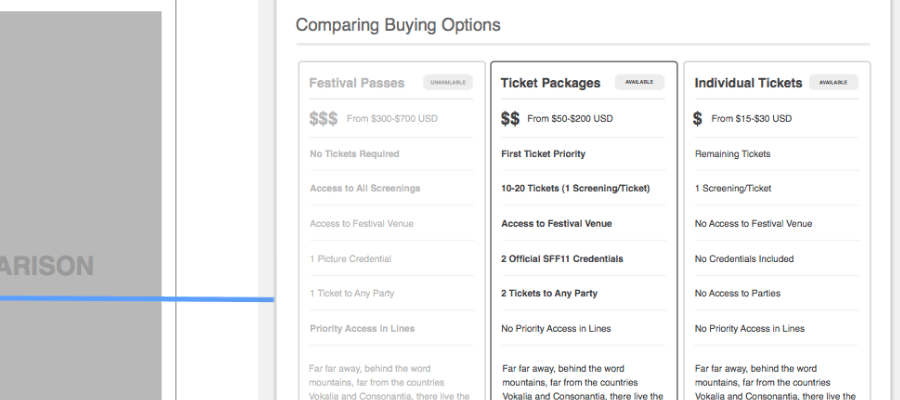 Comparing Buying Options
ARISON
Festival Passes UNAVAILABLE
$$$ From $300-$700 USD
No Tickets Required
Access to All Screenings
Access to Festival Venue
1 Picture Credential
1 Ticket to Any Party
Priority Access in Lines
Far far away, behind the word
mountains, far from the countries
Vokalia and Consonantia, there live the
Ticket Packages AVAILABLE
$$ From $50-$200 USD
First Ticket Priority
10-20 Tickets (1 Screening/Ticket)
Access to Festival Venue
2 Official SFF11 Credentials
2 Tickets to Any Party
No Priority Access in Lines
Far far away, behind the word
mountains, far from the countries
Vokalia and Consonantia, there live the
Individual Tickets AVAILABLE
$ From $15-$30 USD
Remaining Tickets
1 Screening/Ticket
No Access to Festival Venue
No Credentials Included
No Access to Parties
No Priority Access in Lines
Far far away, behind the word
mountains, far from the countries
Vokalia and Consonantia, there live the